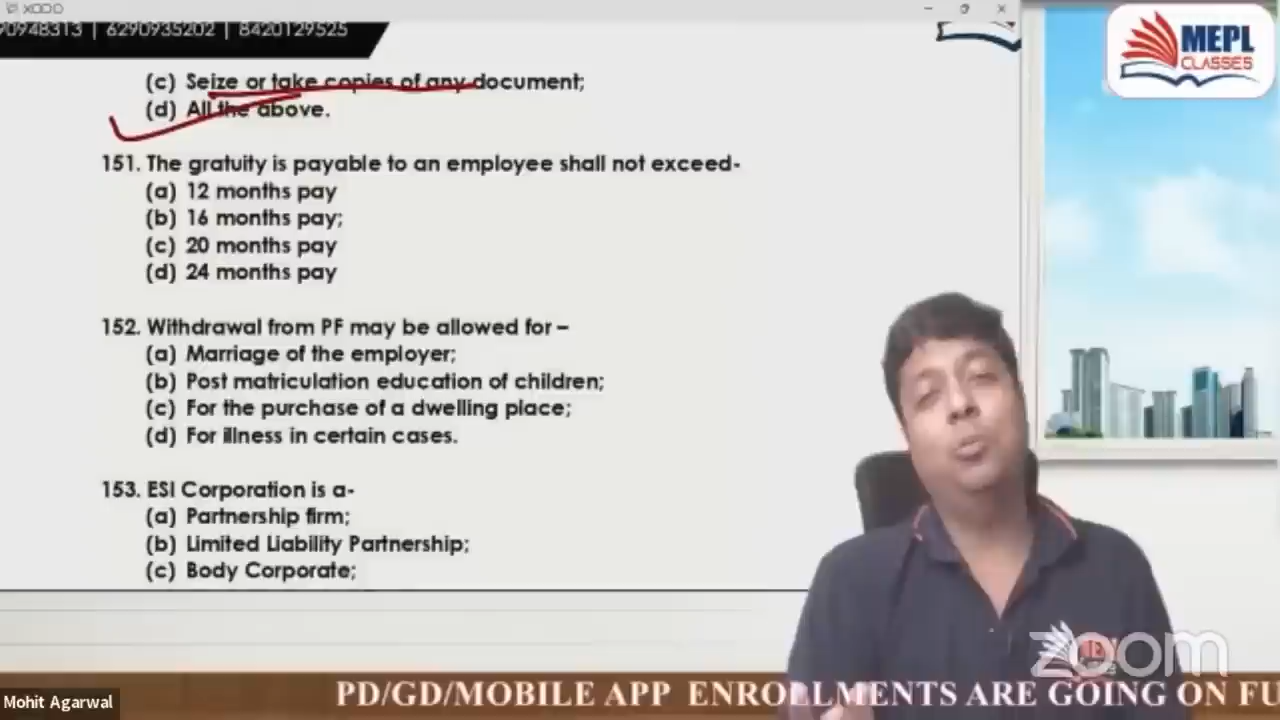 XODO
90948313 | 6290935202 | 8420129525
MEPL
CLASSES
(c) Seize or take copies of any document;
(d) All the above.
151. The gratuity is payable to an employee shall not exceed-
(a) 12 months pay
(b) 16 months pay;
(c) 20 months pay
(d) 24 months pay
152. Withdrawal from PF may be allowed for –
(a) Marriage of the employer;
(b) Post matriculation education of children;
(c) For the purchase of a dwelling place;
(d) For illness in certain cases.
153. ESI Corporation is a-
(a) Partnership firm;
(b) Limited Liability Partnership;
(c) Body Corporate;
zoom
PD/GD/MOBILE APP ENROLLMENTS ARE GOING ON FU
Mohit Agarwal